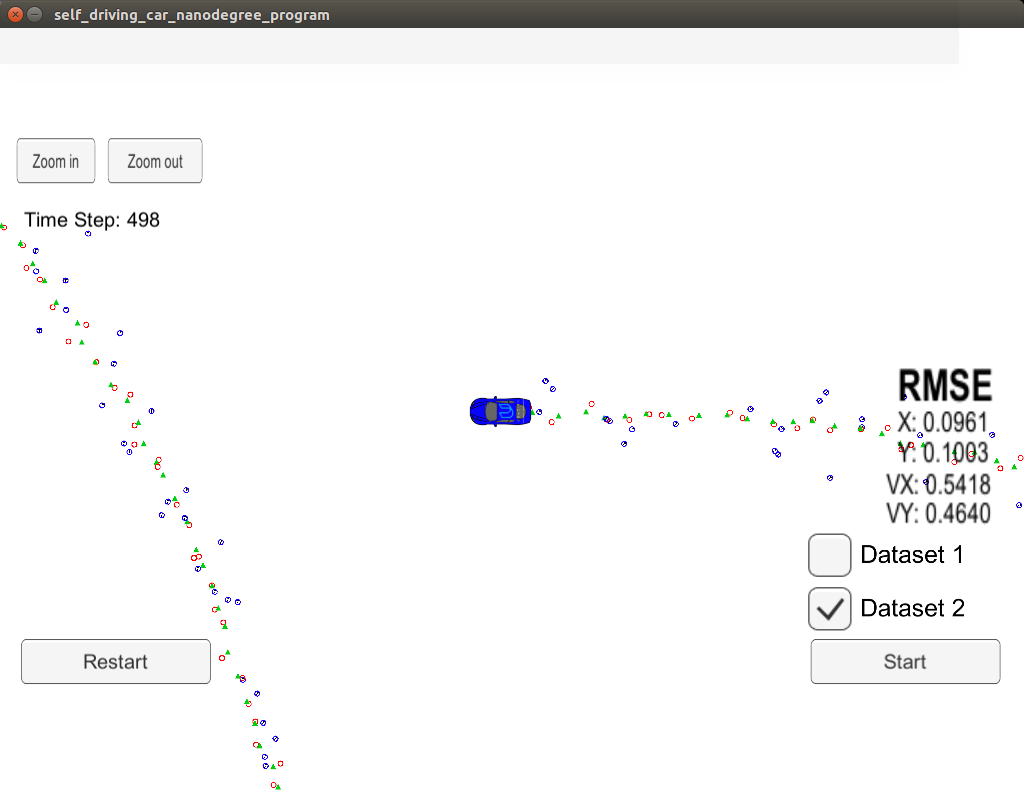 self_driving_car_nanodegree_program
Zoom in
Zoom out
Time Step: 498
RMSE
X: 0.0961
Y: 0.1003
VX: 0.5418
VY: 0.4640
Dataset 1
Dataset 2
Restart
Start